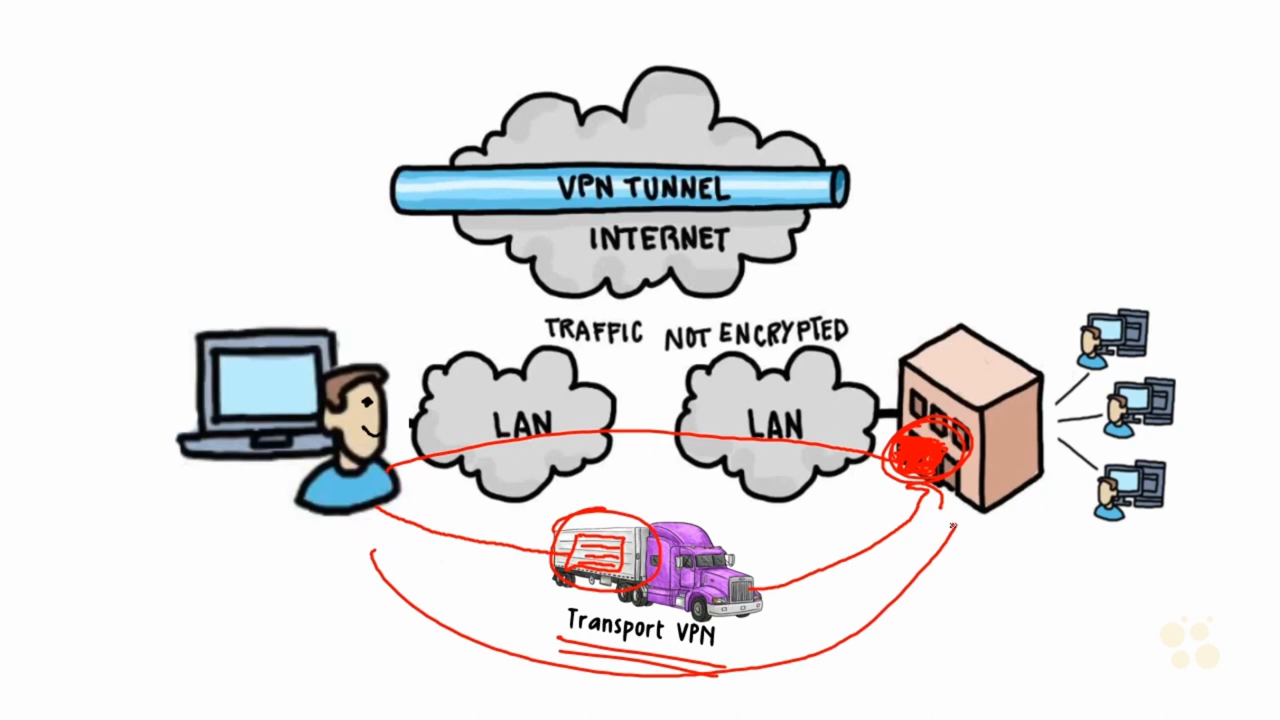 VPN TUNNEL
INTERNET
TRAFFIC NOT ENCRYPTED
LAN
LAN
Transport VPN